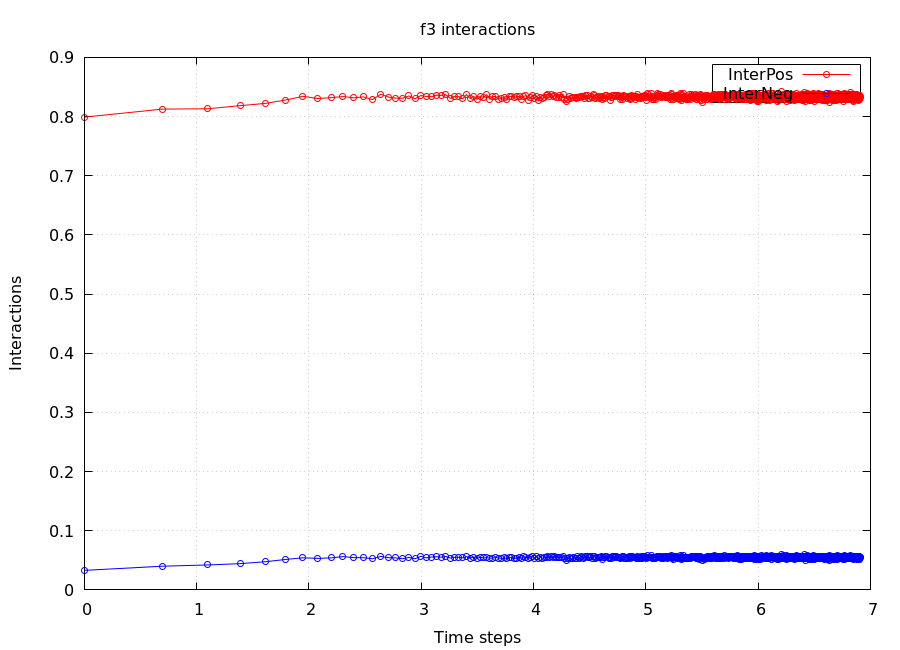 f3 interactions
0.9
0.8
0.7
0.6
0.5
0.4
0.3
0.2
0.1
0
InterPos
InterNeg
Interactions
0 1 2 3 4 5 6 7
Time steps